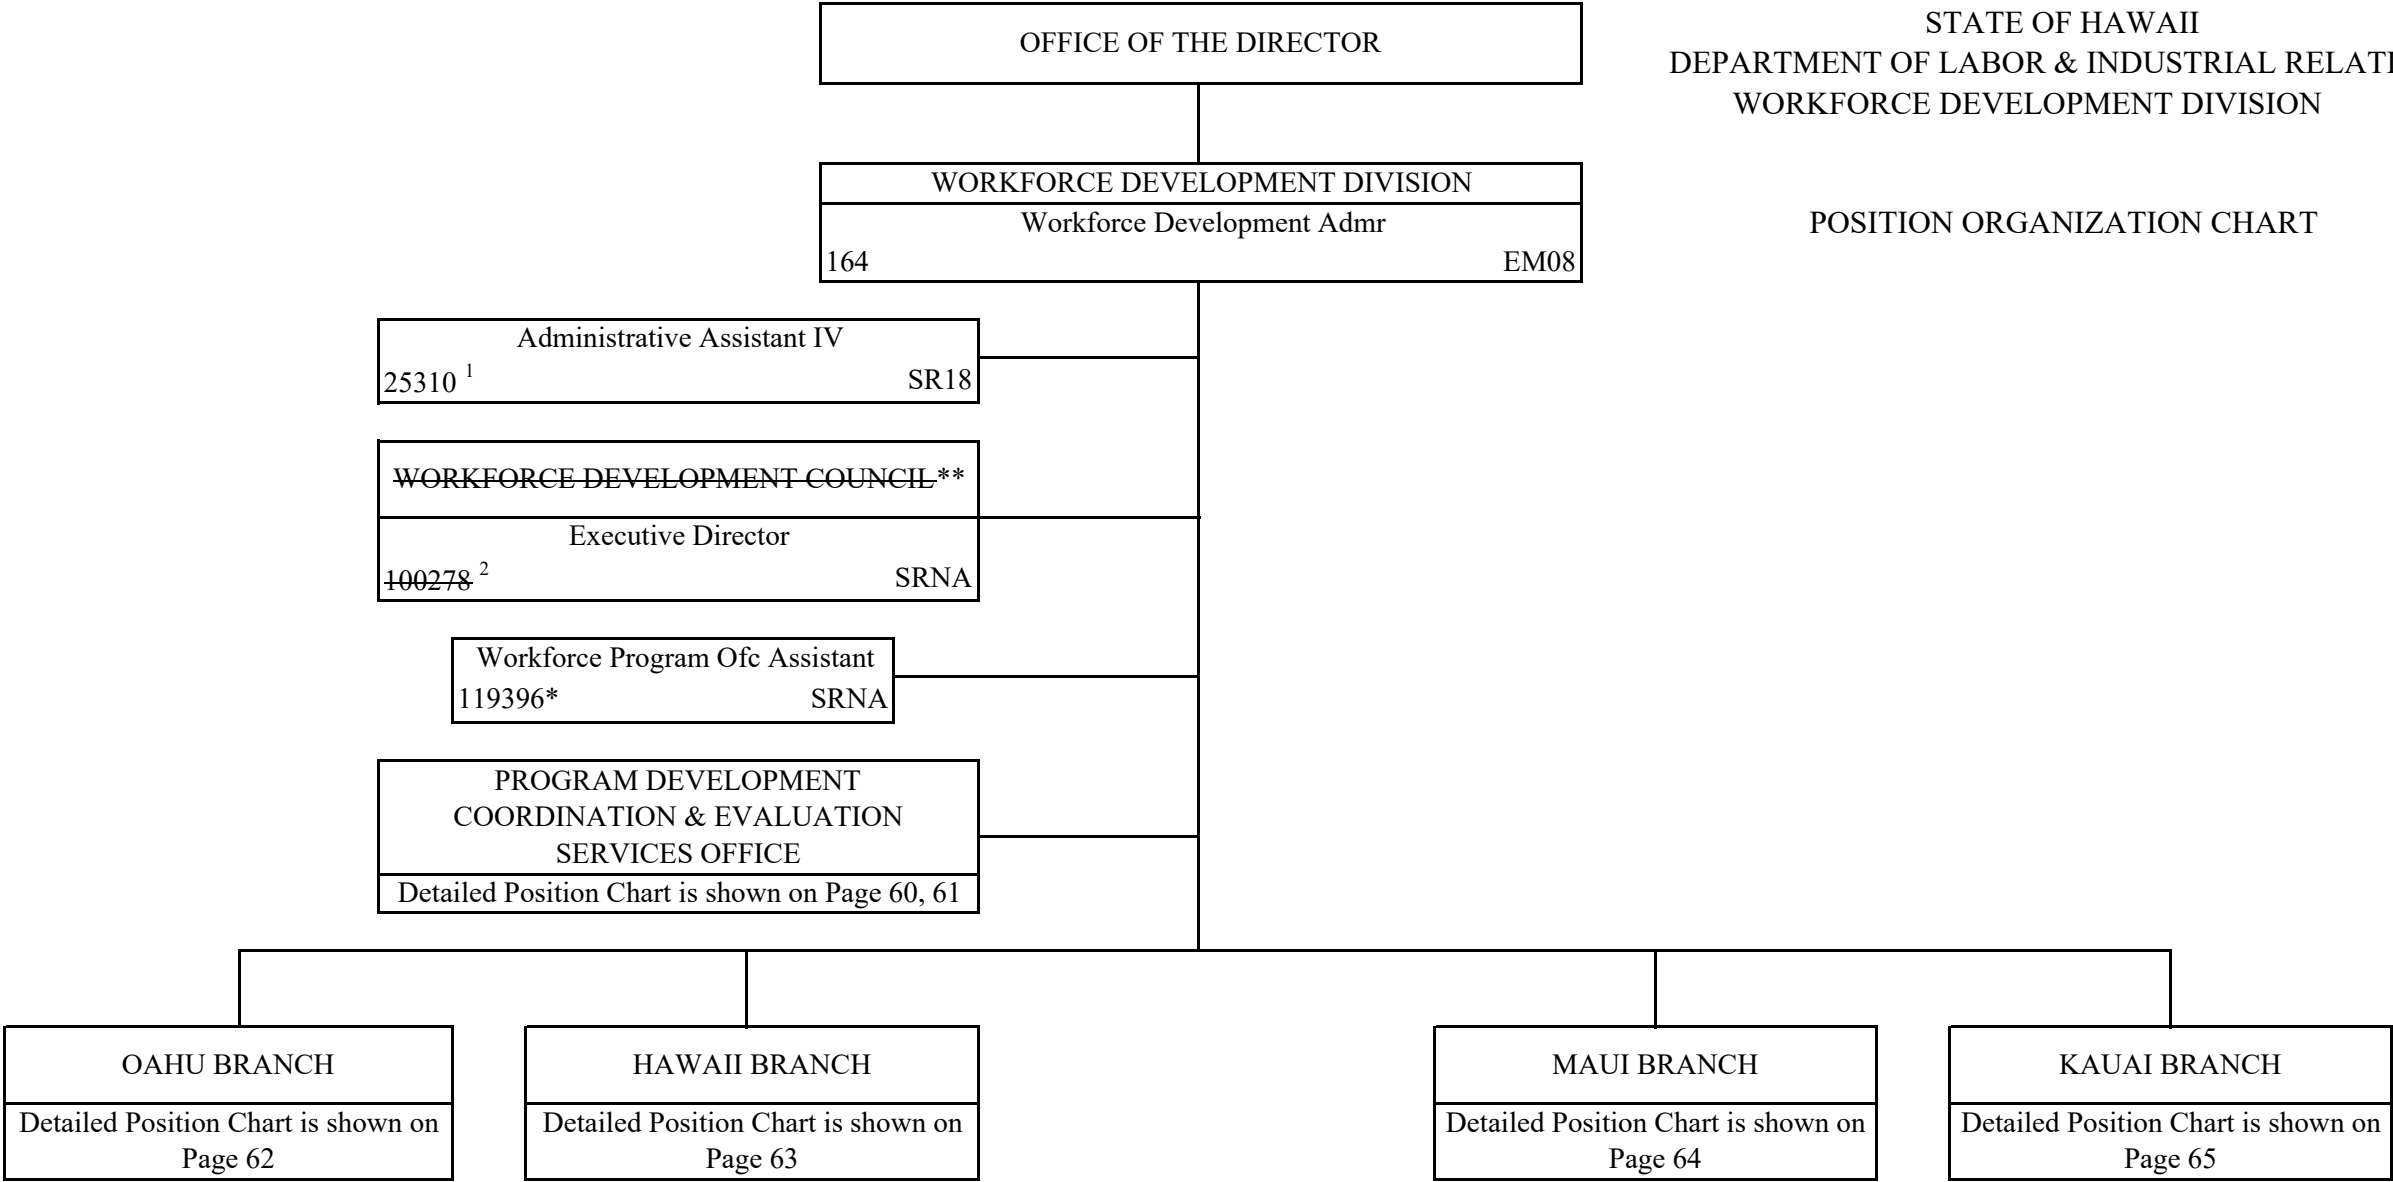 OFFICE OF THE DIRECTOR
STATE OF HAWAII
DEPARTMENT OF LABOR & INDUSTRIAL RELATI
WORKFORCE DEVELOPMENT DIVISION
POSITION ORGANIZATION CHART
WORKFORCE DEVELOPMENT DIVISION
Workforce Development Admr
164 EM08
Administrative Assistant IV
25310 1 SR18
WORKFORCE DEVELOPMENT COUNCIL**
Executive Director
100278 2 SRNA
Workforce Program Ofc Assistant
119396* SRNA
PROGRAM DEVELOPMENT
COORDINATION & EVALUATION
SERVICES OFFICE
Detailed Position Chart is shown on Page 60, 61
OAHU BRANCH
Detailed Position Chart is shown on
Page 62
HAWAII BRANCH
Detailed Position Chart is shown on
Page 63
MAUI BRANCH
Detailed Position Chart is shown on
Page 64
KAUAI BRANCH
Detailed Position Chart is shown on
Page 65